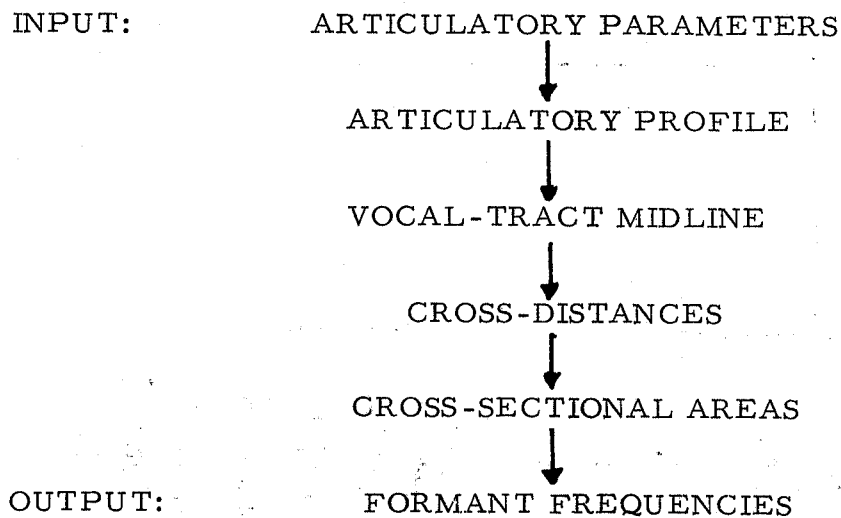 INPUT: ARTICULATORY PARAMETERS
ARTICULATORY PROFILE
VOCAL-TRACT MIDLINE
CROSS-DISTANCES
CROSS-SECTIONAL AREAS
OUTPUT: FORMANT FREQUENCIES